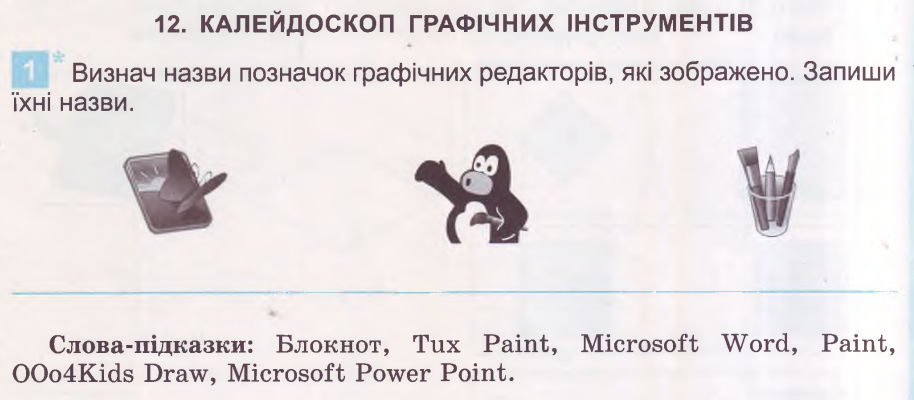 12. КАЛЕЙДОСКОП ГРАФІЧНИХ ІНСТРУМЕНТІВ
1* Визнач назви позначок графічних редакторів, які зображено. Запиши
їхні назви.
Слова-підказки: Блокнот, Tux Paint, Microsoft Word, Paint,
OOo4Kids Draw, Microsoft Power Point.